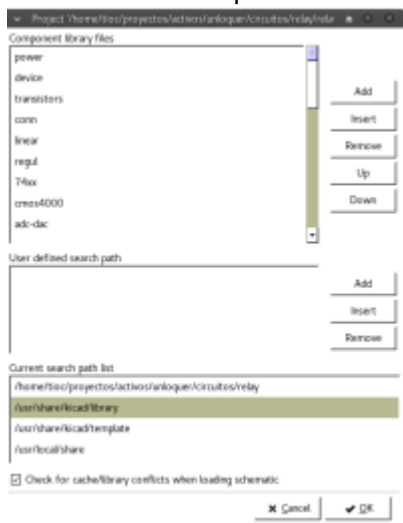 Project '/home/tioc/proyectos/activos/unloquer/circuitos/relay/rela
Component library files
power
device
transistors
conn
linear
regul
74xx
cmos4000
adc-dac
Add
Insert
Remove
Up
Down
User defined search path
Add
Insert
Remove
Current search path list
/home/tioc/proyectos/activos/unloquer/circuitos/relay
/usr/share/kicad/library
/usr/share/kicad/template
/usr/local/share
Check for cache/library conflicts when loading schematic
Cancel
OK